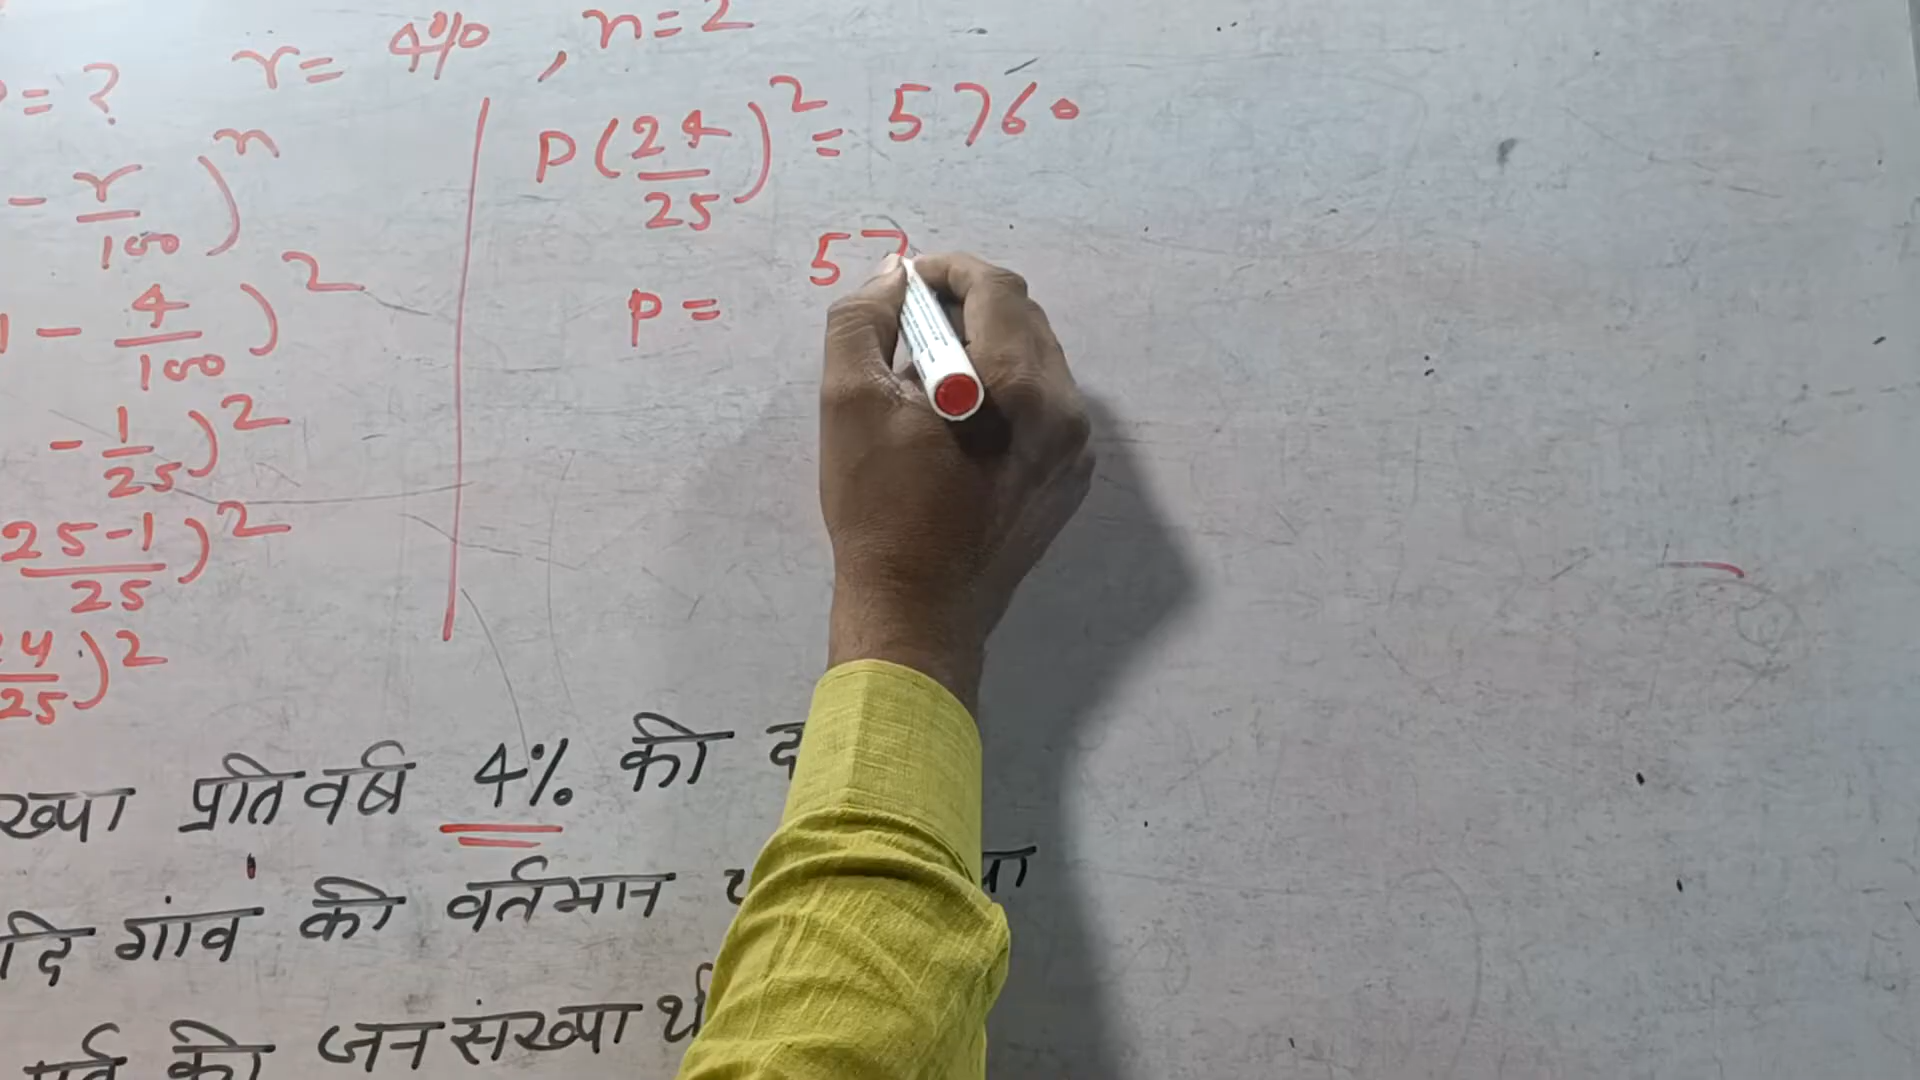 = ? r = 4% , n = 2
- r/100 )^n
1 - 4/100 )^2
- 1/25 )^2
25-1/25 )^2
24/25 )^2
P ( 24/25 )^2 = 5760
P = 57
प्रतिवर्ष 4% की
गांव की वर्तमान
की जनसंख्या